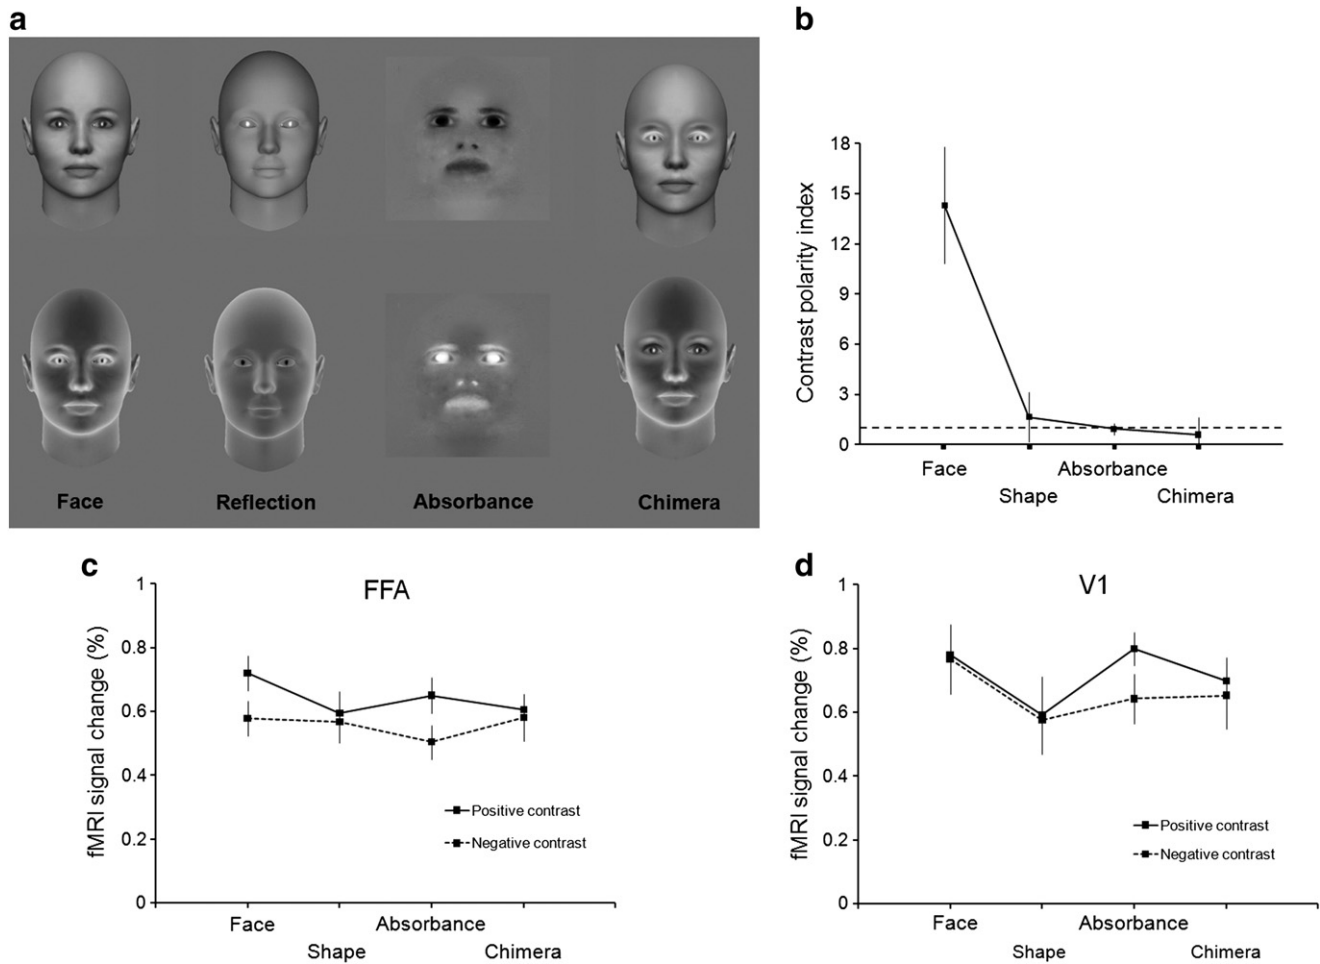 a
Face Reflection Absorbance Chimera
b
Contrast polarity index
18
15
12
9
6
3
0
Face Absorbance
Shape Chimera
c
FFA
fMRI signal change (%)
1
0.8
0.6
0.4
0.2
0
Positive contrast
Negative contrast
Face Absorbance
Shape Chimera
d
V1
fMRI signal change (%)
1
0.8
0.6
0.4
0.2
0
Positive contrast
Negative contrast
Face Absorbance
Shape Chimera